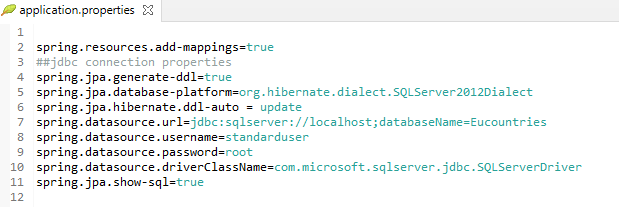 application.properties
1
2 spring.resources.add-mappings=true
3 ##jdbc connection properties
4 spring.jpa.generate-ddl=true
5 spring.jpa.database-platform=org.hibernate.dialect.SQLServer2012Dialect
6 spring.jpa.hibernate.ddl-auto = update
7 spring.datasource.url=jdbc:sqlserver://localhost;databaseName=Eucountries
8 spring.datasource.username=standarduser
9 spring.datasource.password=root
10 spring.datasource.driverClassName=com.microsoft.sqlserver.jdbc.SQLServerDriver
11 spring.jpa.show-sql=true
12